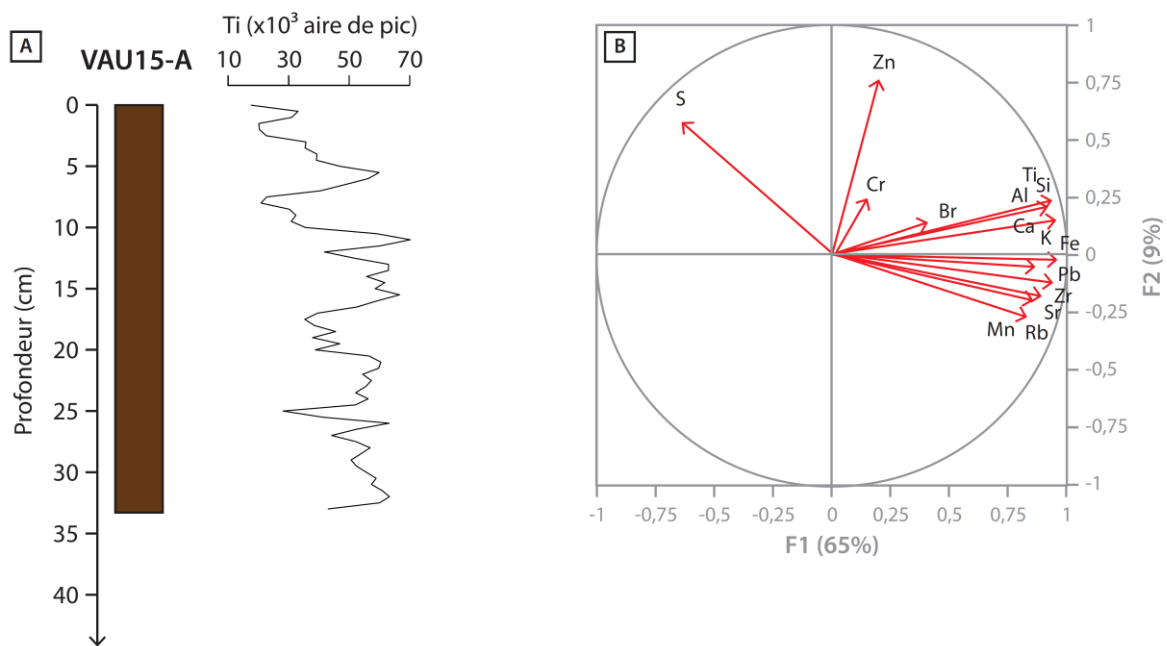 A
VAU15-A
Ti (x10³ aire de pic)
10 30 50 70
Profondeur (cm)
0
5
10
15
20
25
30
35
40
B
S
Zn
Cr
Br
Ti
Si
Al
Ca
K
Fe
Pb
Zr
Sr
Mn
Rb
1
0,75
0,5
0,25
0
-0,25
-0,5
-0,75
-1
F2 (9%)
-1 -0,75 -0,5 -0,25 0 0,25 0,5 0,75 1
F1 (65%)